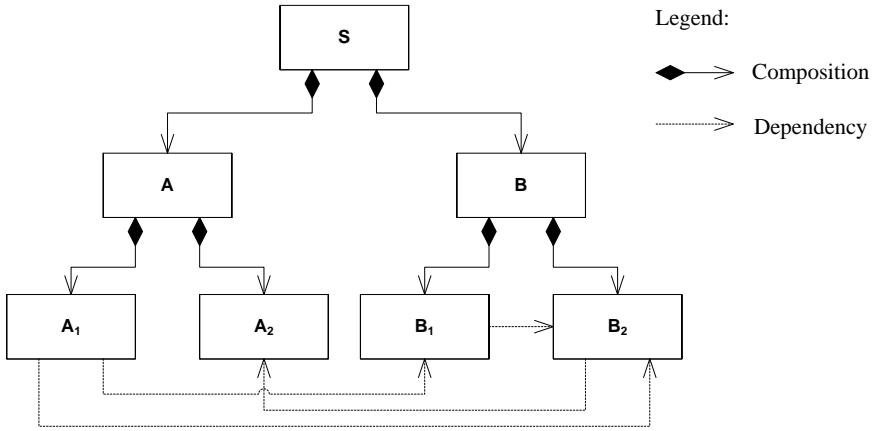 S
Legend:
Composition
Dependency
A
B
A₁
A₂
B₁
B₂